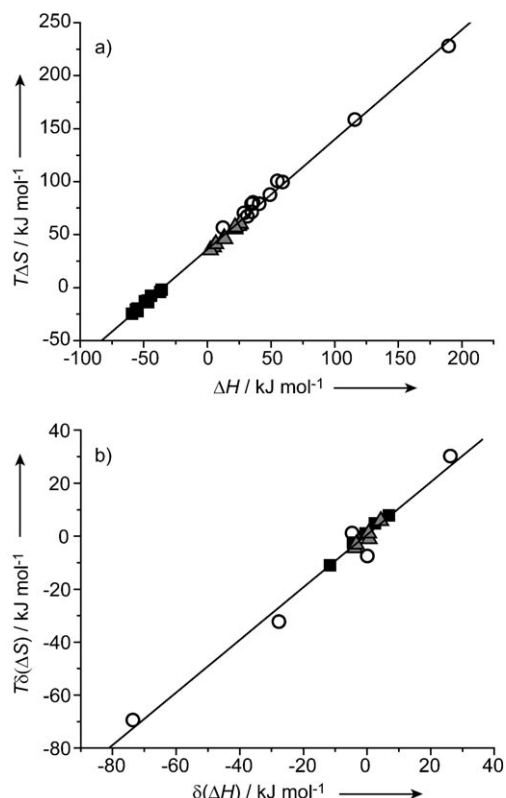 a)
250
200
150
100
50
0
-50
TΔS / kJ mol⁻¹
-100 -50 0 50 100 150 200
ΔH / kJ mol⁻¹
b)
40
20
0
-20
-40
-60
-80
Tδ(ΔS) / kJ mol⁻¹
-80 -60 -40 -20 0 20 40
δ(ΔH) / kJ mol⁻¹